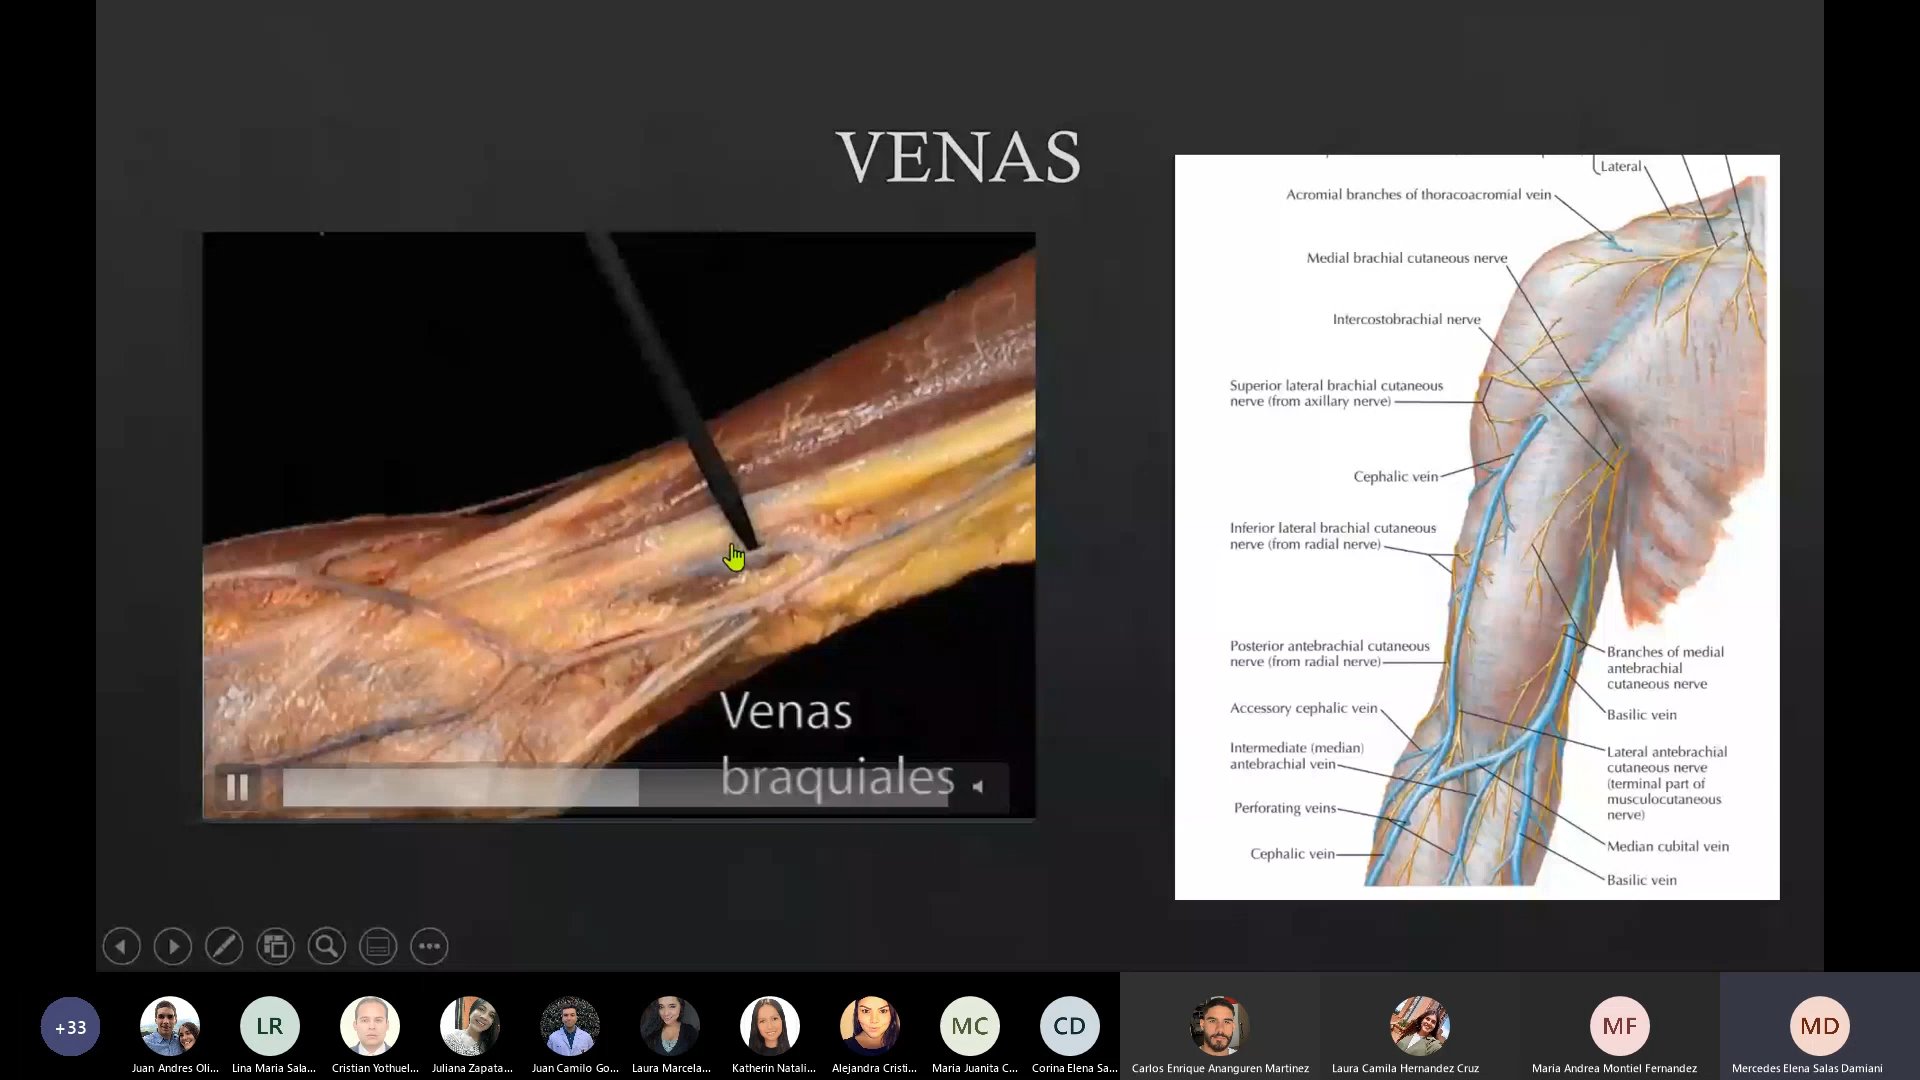 VENAS
Venas
braquiales
Lateral
Acromial branches of thoracoacromial vein
Medial brachial cutaneous nerve
Intercostobrachial nerve
Superior lateral brachial cutaneous
nerve (from axillary nerve)
Cephalic vein
Inferior lateral brachial cutaneous
nerve (from radial nerve)
Posterior antebrachial cutaneous
nerve (from radial nerve)
Accessory cephalic vein
Intermediate (median)
antebrachial vein
Perforating veins
Cephalic vein
Branches of medial
antebrachial
cutaneous nerve
Basilic vein
Lateral antebrachial
cutaneous nerve
(terminal part of
musculocutaneous
nerve)
Median cubital vein
Basilic vein
+33
LR
MC
CD
MF
MD
Juan Andres Oli...
Lina Maria Sala...
Cristian Yothuel...
Juliana Zapata...
Juan Camilo Go...
Laura Marcela...
Katherin Natali...
Alejandra Cristi...
Maria Juanita C...
Corina Elena Sa...
Carlos Enrique Ananguren Martinez
Laura Camila Hernandez Cruz
Maria Andrea Montiel Fernandez
Mercedes Elena Salas Damiani